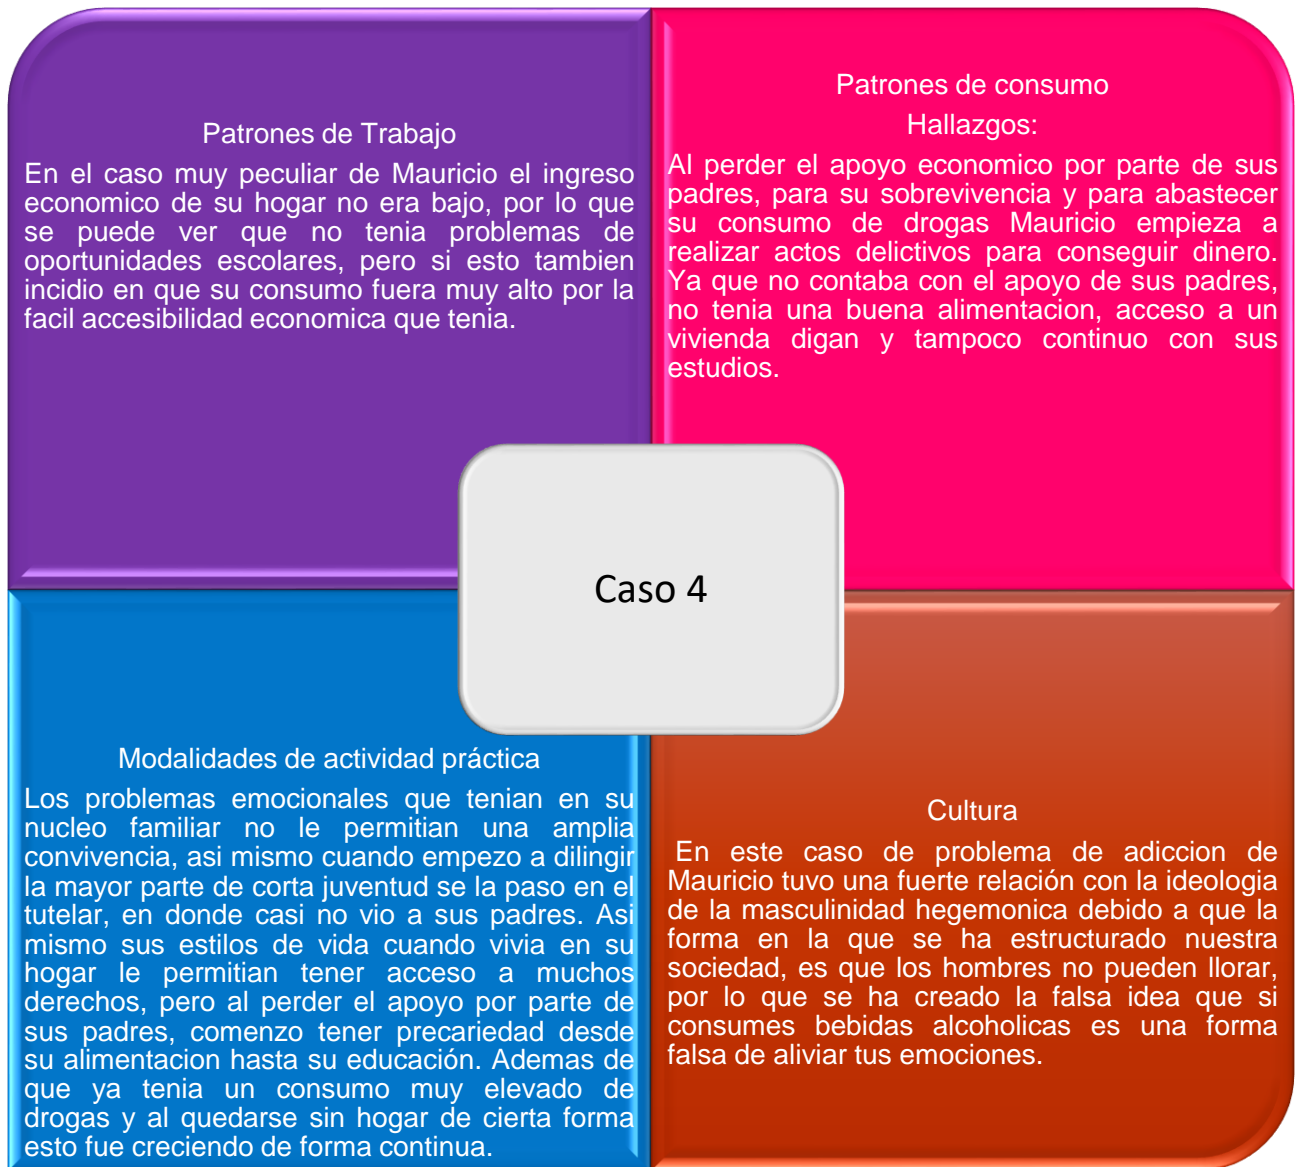 Patrones de Trabajo
En el caso muy peculiar de Mauricio el ingreso
economico de su hogar no era bajo, por lo que
se puede ver que no tenia problemas de
oportunidades escolares, pero si esto tambien
incidio en que su consumo fuera muy alto por la
facil accesibilidad economica que tenia.
Patrones de consumo
Hallazgos:
Al perder el apoyo economico por parte de sus
padres, para su sobrevivencia y para abastecer
su consumo de drogas Mauricio empieza a
realizar actos delictivos para conseguir dinero.
Ya que no contaba con el apoyo de sus padres,
no tenia una buena alimentacion, acceso a un
vivienda digan y tampoco continuo con sus
estudios.
Caso 4
Modalidades de actividad práctica
Los problemas emocionales que tenian en su
nucleo familiar no le permitian una amplia
convivencia, asi mismo cuando empezo a dilingir
la mayor parte de corta juventud se la paso en el
tutelar, en donde casi no vio a sus padres. Asi
mismo sus estilos de vida cuando vivia en su
hogar le permitian tener acceso a muchos
derechos, pero al perder el apoyo por parte de
sus padres, comenzo tener precariedad desde
su alimentacion hasta su educación. Ademas de
que ya tenia un consumo muy elevado de
drogas y al quedarse sin hogar de cierta forma
esto fue creciendo de forma continua.
Cultura
En este caso de problema de adiccion de
Mauricio tuvo una fuerte relación con la ideologia
de la masculinidad hegemonica debido a que la
forma en la que se ha estructurado nuestra
sociedad, es que los hombres no pueden llorar,
por lo que se ha creado la falsa idea que si
consumes bebidas alcoholicas es una forma
falsa de aliviar tus emociones.